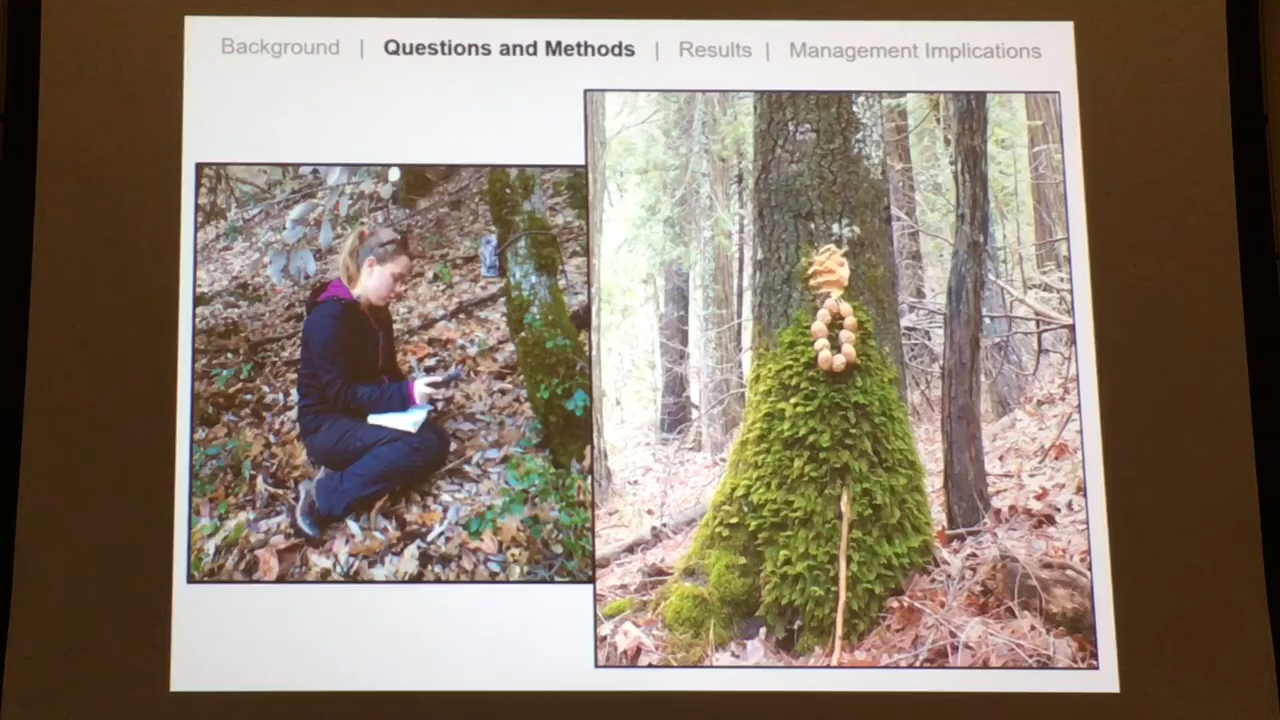 Background | Questions and Methods | Results | Management Implications